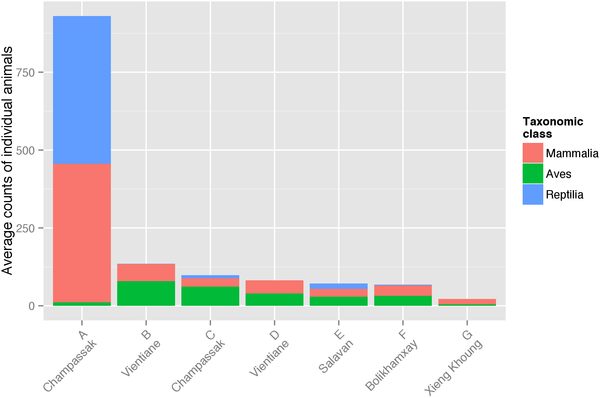 Average counts of individual animals
750
500
250
0
A
Champassak
B
Vientiane
C
Champassak
D
Vientiane
E
Salavan
F
Bolikhamxay
G
Xieng Khoung
Taxonomic
class
Mammalia
Aves
Reptilia